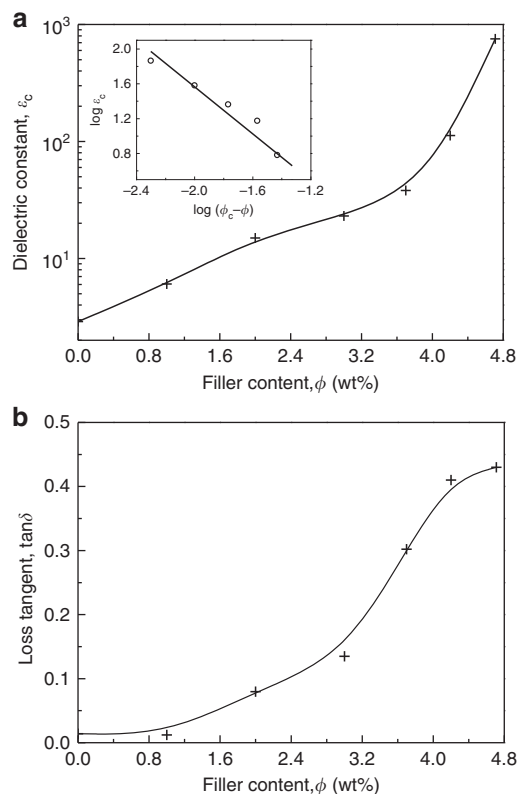 a
10³
10²
10¹
Dielectric constant, εc
0.0 0.8 1.6 2.4 3.2 4.0 4.8
Filler content,ϕ (wt%)
2.0
1.6
1.2
0.8
log εc
−2.4 −2.0 −1.6 −1.2
log (ϕc−ϕ)
b
0.5
0.4
0.3
0.2
0.1
0.0
Loss tangent, tanδ
0.0 0.8 1.6 2.4 3.2 4.0 4.8
Filler content,ϕ (wt%)